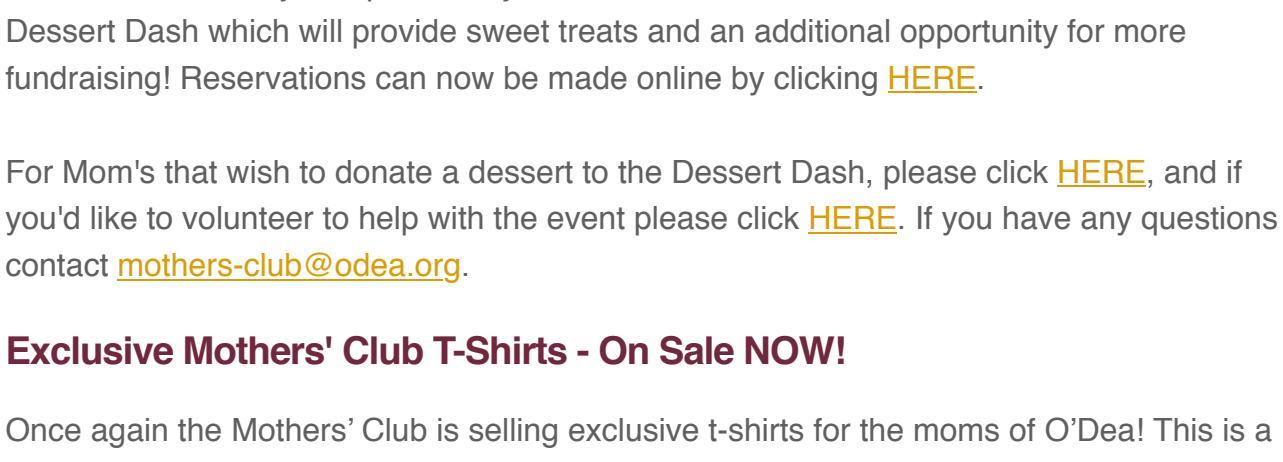 Dessert Dash which will provide sweet treats and an additional opportunity for more
fundraising! Reservations can now be made online by clicking HERE.
For Mom's that wish to donate a dessert to the Dessert Dash, please click HERE, and if
you'd like to volunteer to help with the event please click HERE. If you have any questions
contact mothers-club@odea.org.
Exclusive Mothers' Club T-Shirts - On Sale NOW!
Once again the Mothers’ Club is selling exclusive t-shirts for the moms of O’Dea! This is a